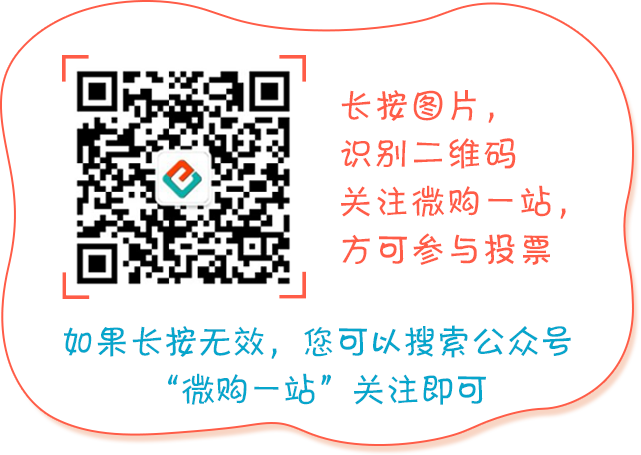 长按图片，
识别二维码
关注微购一站，
方可参与投票
如果长按无效，您可以搜索公众号
“微购一站”关注即可